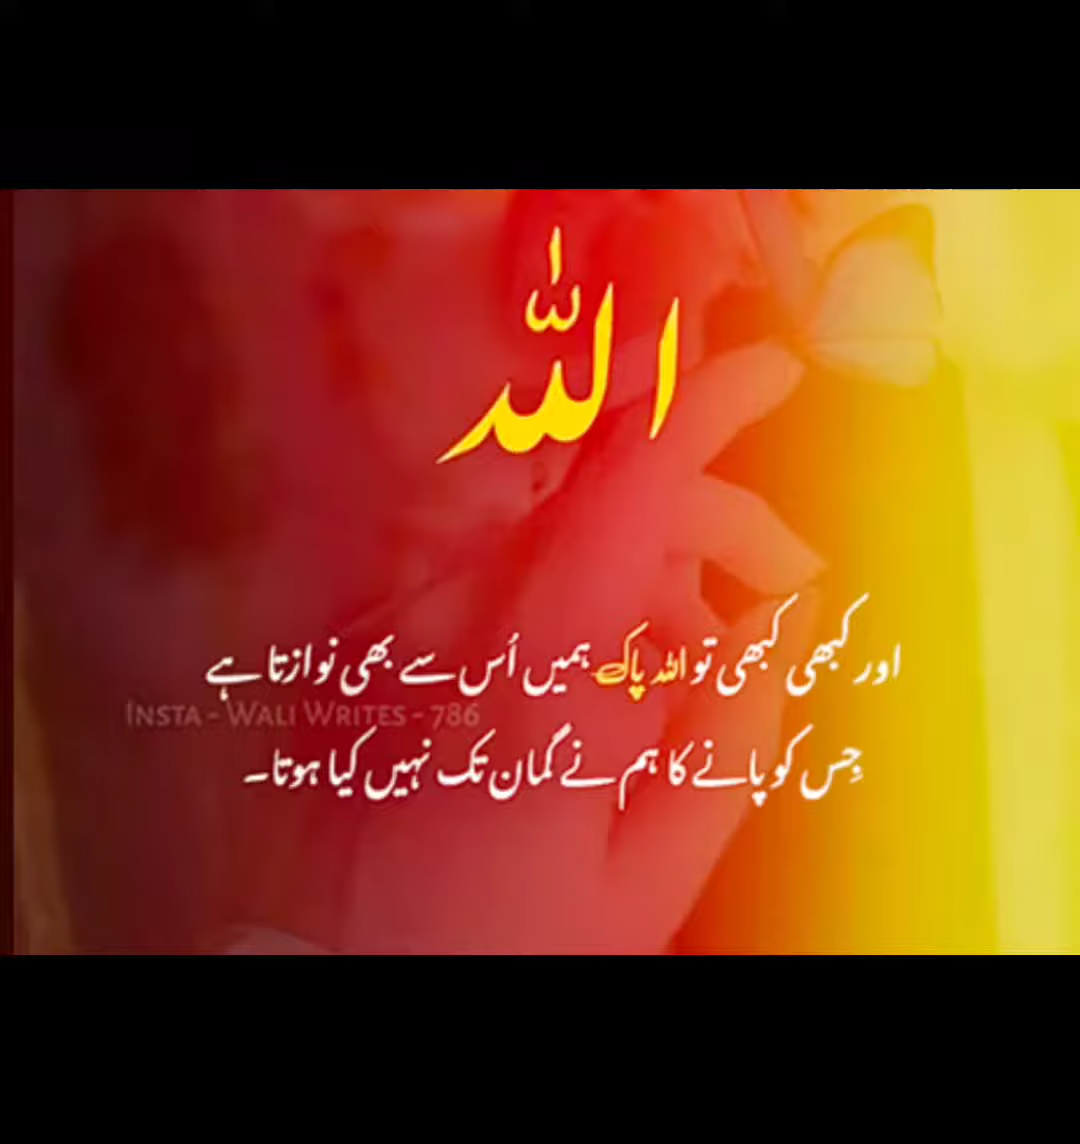 اللہ
اور کبھی کبھی تو اللہ پاک ہمیں اُس سے بھی نوازتا ہے
INSTA - WALI WRITES - 786
جِس کو پانے کا ہم نے گمان تک نہیں کیا ہوتا۔